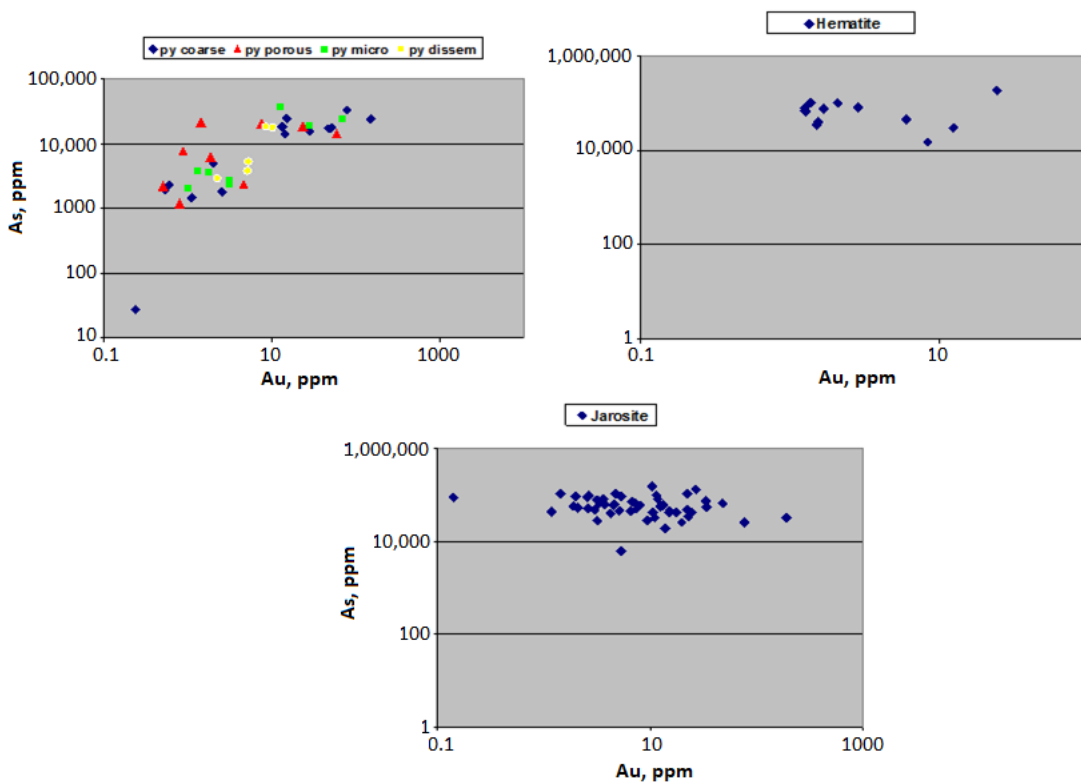 py coarse py porous py micro py dissem
100,000
10,000
1000
100
10
0.1 10 1000
As, ppm
Au, ppm
Hematite
1,000,000
10,000
100
1
0.1 10
As, ppm
Au, ppm
Jarosite
1,000,000
10,000
100
1
0.1 10 1000
As, ppm
Au, ppm